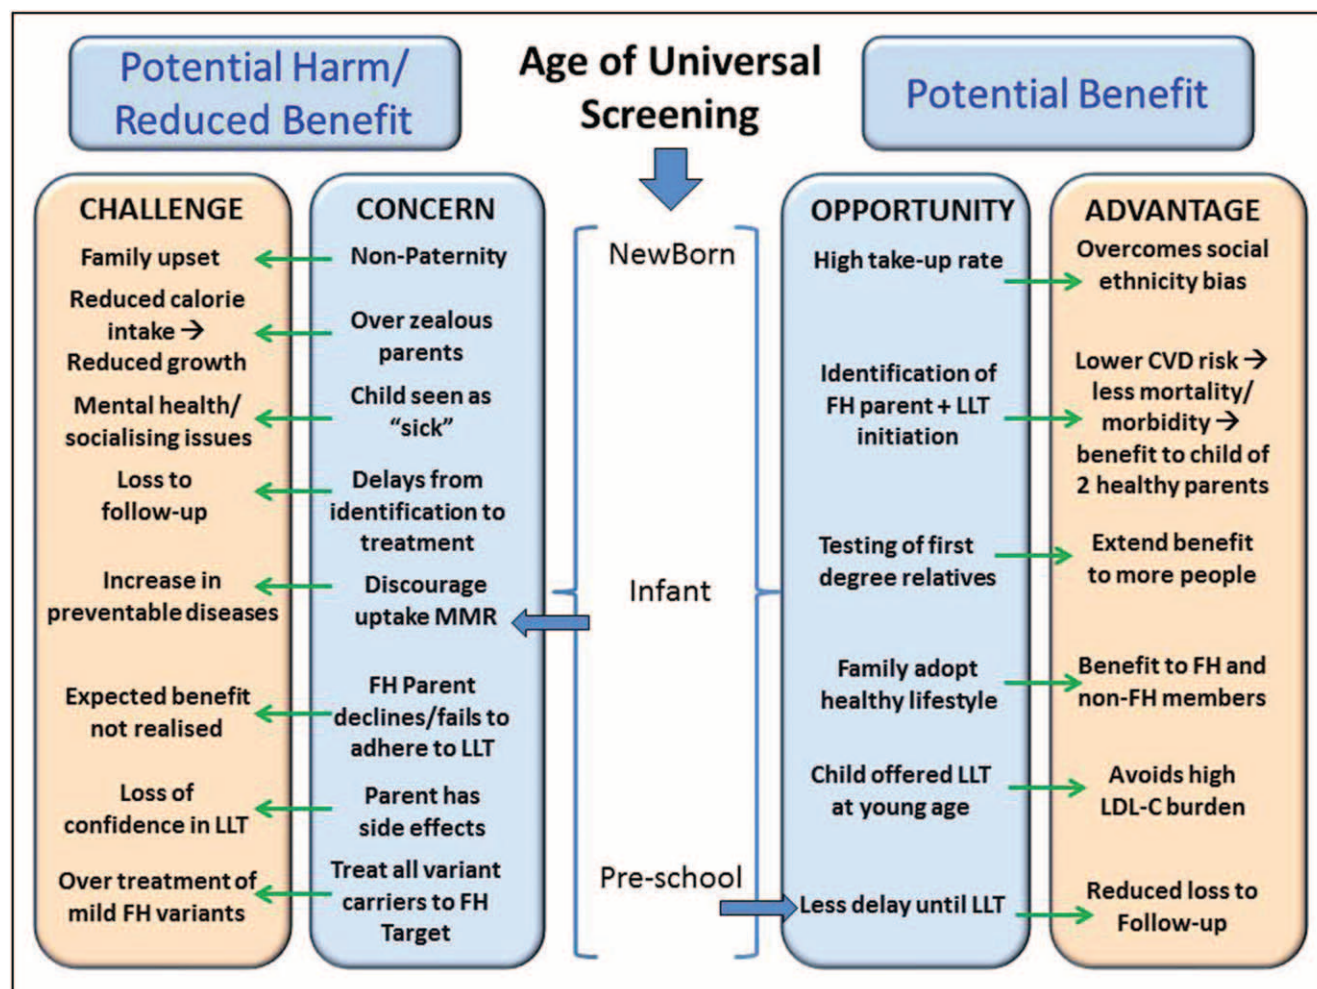 Potential Harm/
Reduced Benefit
Age of Universal
Screening
Potential Benefit
CHALLENGE
Family upset
Reduced calorie
intake →
Reduced growth
Mental health/
socialising issues
Loss to
follow-up
Increase in
preventable diseases
Expected benefit
not realised
Loss of
confidence in LLT
Over treatment of
mild FH variants
CONCERN
Non-Paternity
Over zealous
parents
Child seen as
“sick”
Delays from
identification to
treatment
Discourage
uptake MMR
FH Parent
declines/fails to
adhere to LLT
Parent has
side effects
Treat all variant
carriers to FH
Target
NewBorn
Infant
Pre-school
OPPORTUNITY
High take-up rate
Identification of
FH parent + LLT
initiation
Testing of first
degree relatives
Family adopt
healthy lifestyle
Child offered LLT
at young age
Less delay until LLT
ADVANTAGE
Overcomes social
ethnicity bias
Lower CVD risk →
less mortality/
morbidity →
benefit to child of
2 healthy parents
Extend benefit
to more people
Benefit to FH and
non-FH members
Avoids high
LDL-C burden
Reduced loss to
Follow-up